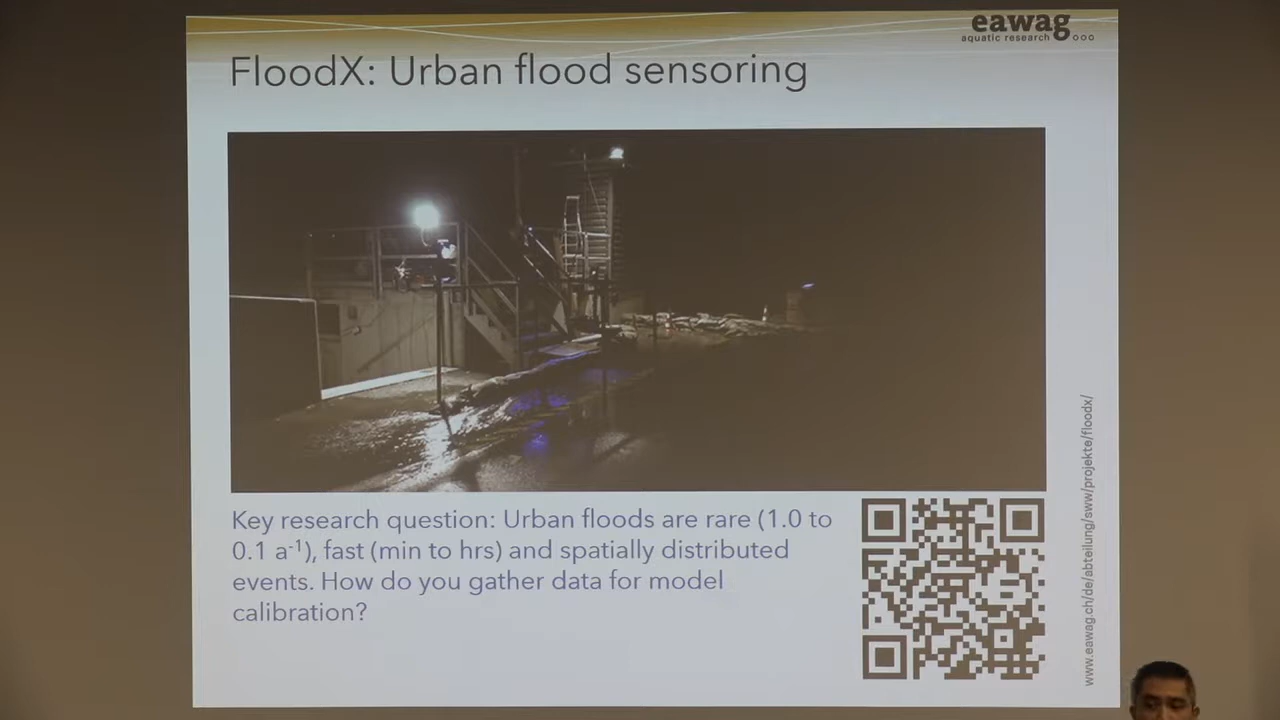 eawag
aquatic research
FloodX: Urban flood sensoring
Key research question: Urban floods are rare (1.0 to
0.1 a⁻¹), fast (min to hrs) and spatially distributed
events. How do you gather data for model
calibration?
www.eawag.ch/de/abteilung/sww/projekte/floodx/